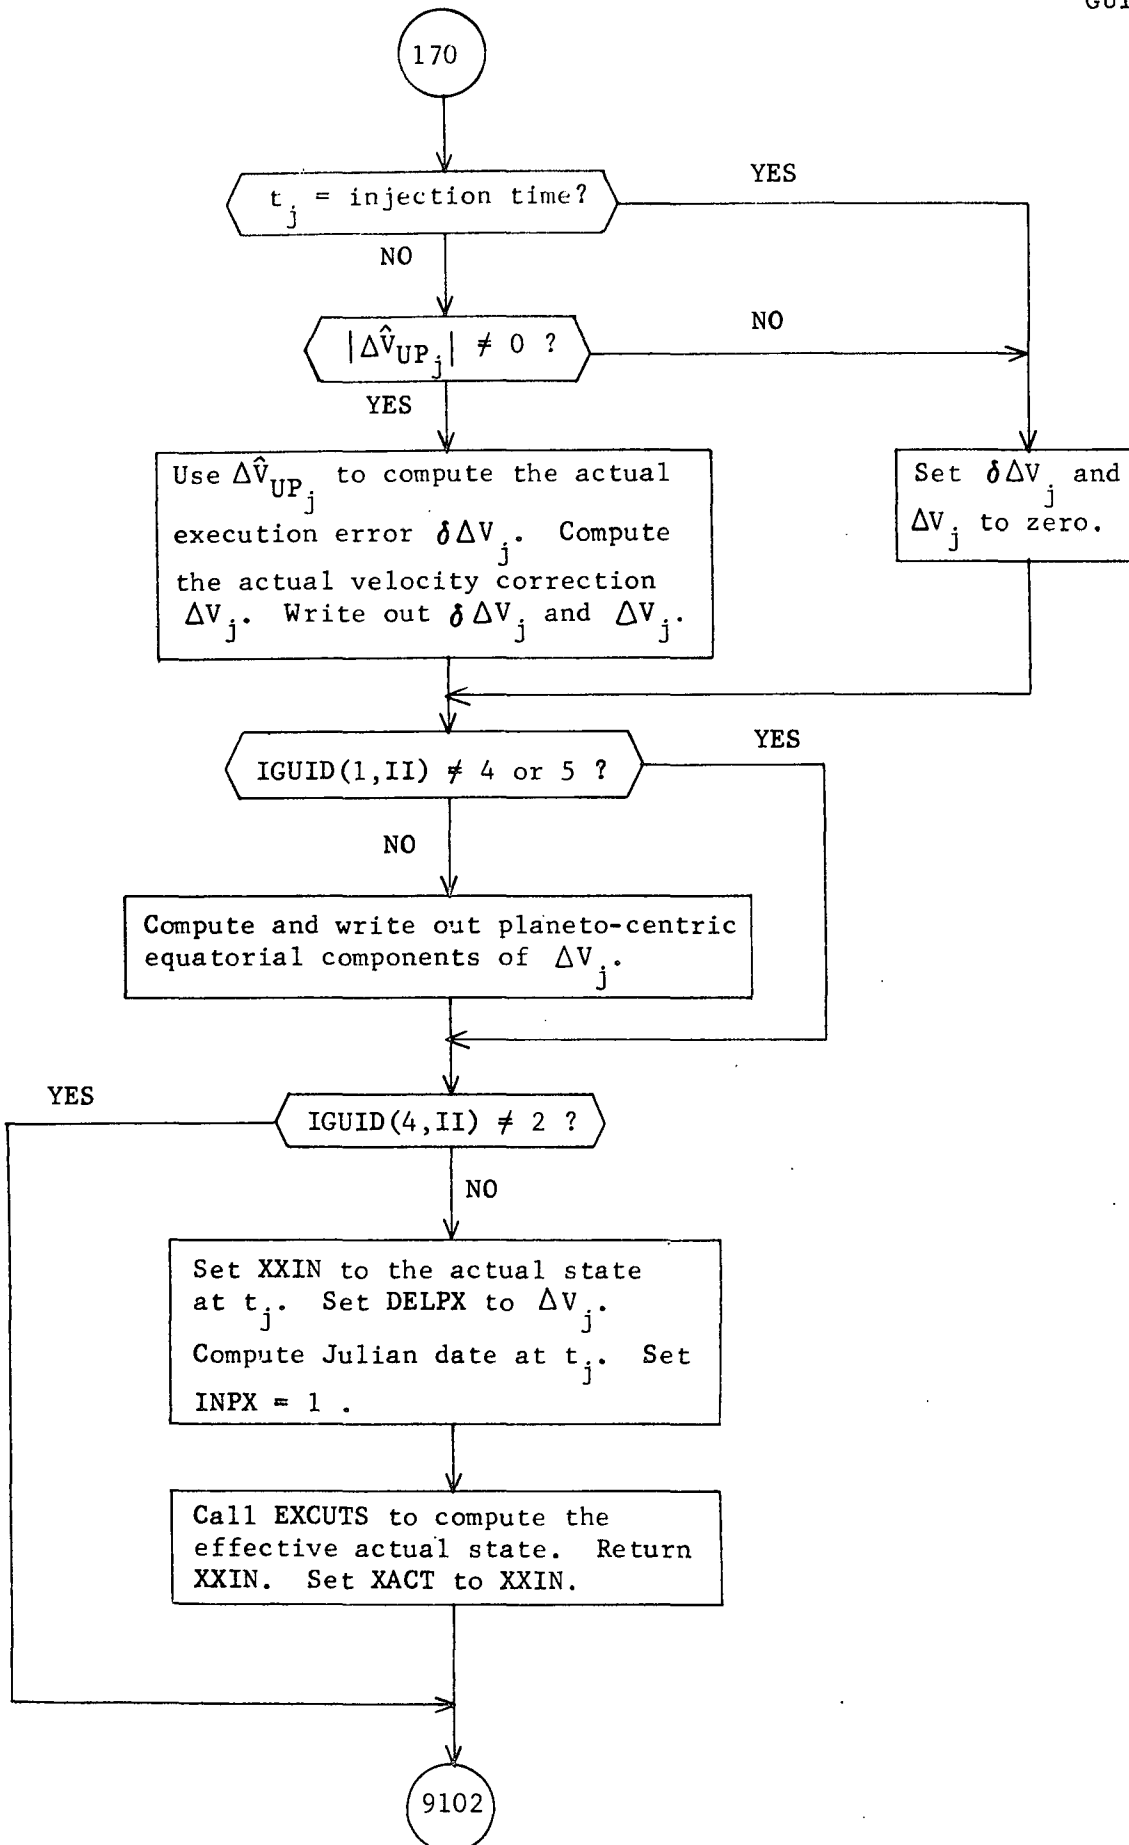 GUI
170
t_j = injection time?
YES
NO
|ΔV̂_UP_j| ≠ 0 ?
NO
YES
Use ΔV̂_UP_j to compute the actual
execution error δΔV_j. Compute
the actual velocity correction
ΔV_j. Write out δΔV_j and ΔV_j.
Set δΔV_j and
ΔV_j to zero.
IGUID(1,II) ≠ 4 or 5 ?
YES
NO
Compute and write out planeto-centric
equatorial components of ΔV_j.
YES
IGUID(4,II) ≠ 2 ?
NO
Set XXIN to the actual state
at t_j. Set DELPX to ΔV_j.
Compute Julian date at t_j. Set
INPX = 1 .
Call EXCUTS to compute the
effective actual state. Return
XXIN. Set XACT to XXIN.
9102